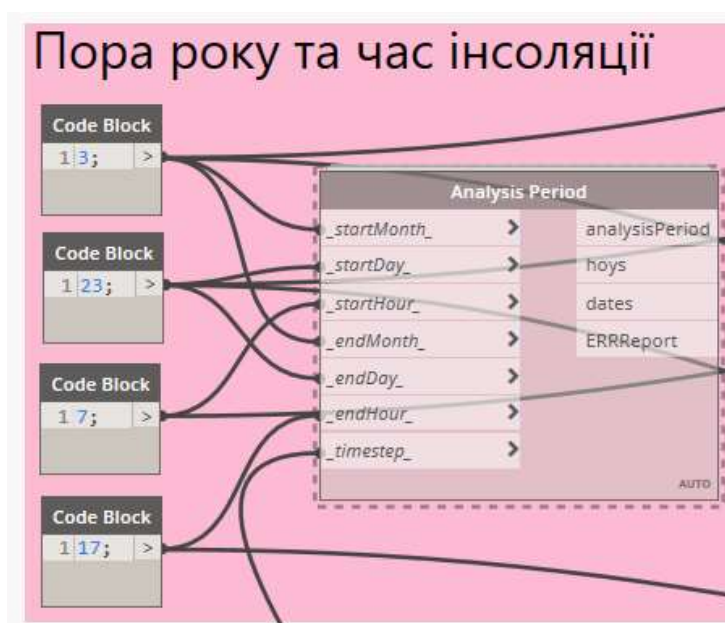 Пора року та час інсоляції
Code Block
1 3; >
Code Block
1 23; >
Code Block
1 7; >
Code Block
1 17; >
Analysis Period
_startMonth_ > analysisPeriod
_startDay_ > hoys
_startHour_ > dates
_endMonth_ > ERRReport
_endDay_ >
_endHour_ >
_timestep_ >
AUTO